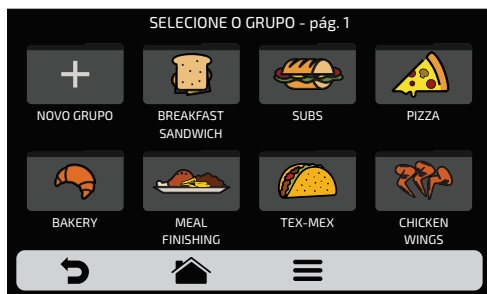 SELECIONE O GRUPO - pág. 1
NOVO GRUPO
BREAKFAST
SANDWICH
SUBS
PIZZA
BAKERY
MEAL
FINISHING
TEX-MEX
CHICKEN
WINGS